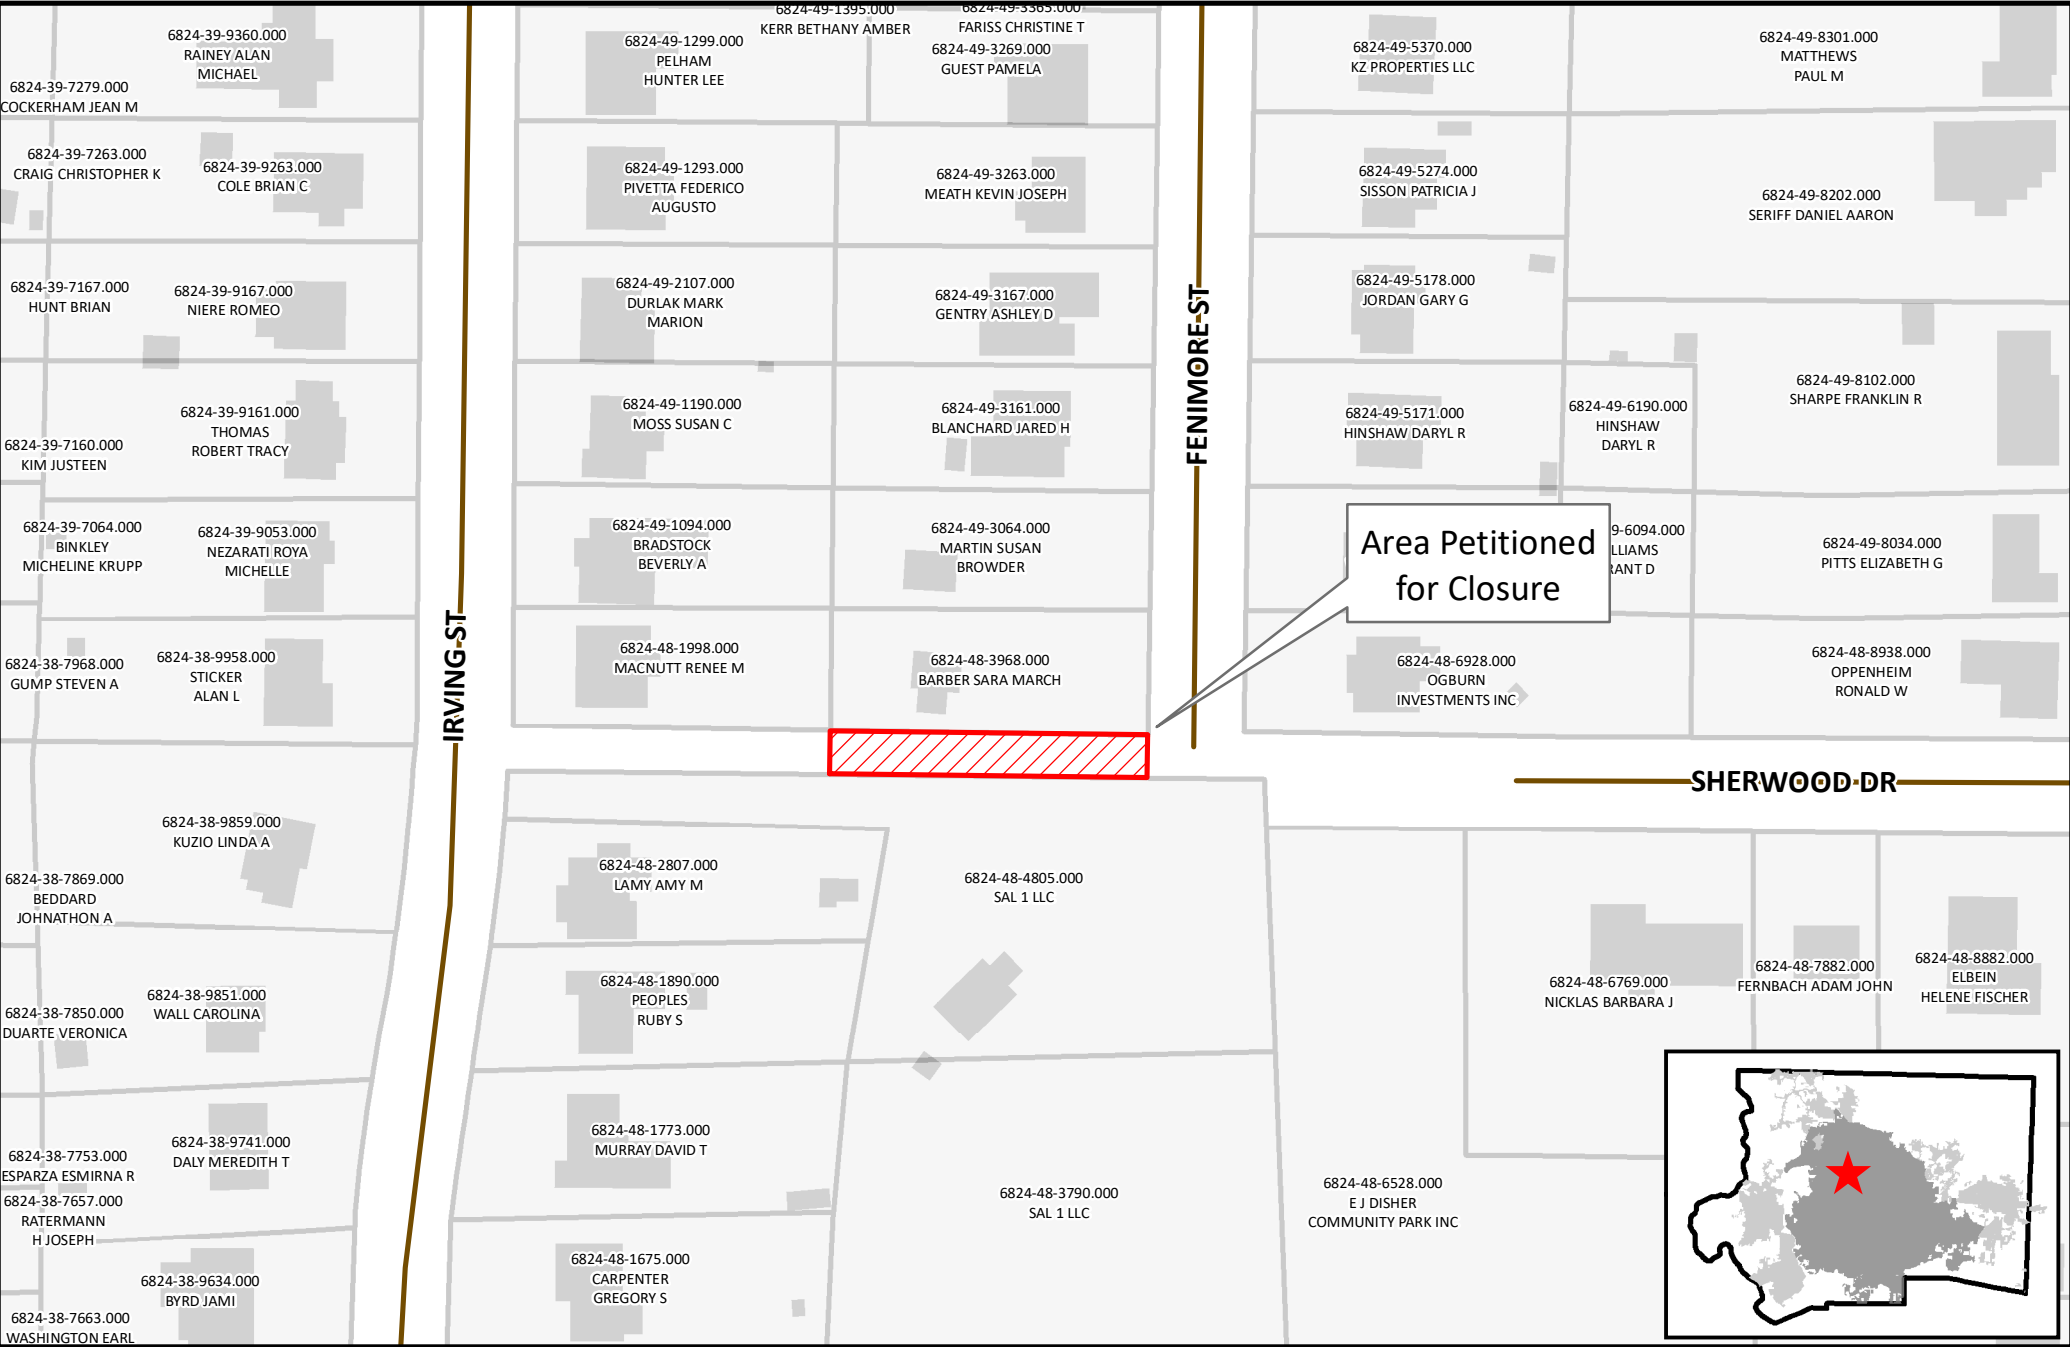 6824-49-1395.000
KERR BETHANY AMBER
6824-49-3365.000
FARISS CHRISTINE T
6824-39-9360.000
RAINEY ALAN
MICHAEL
6824-49-1299.000
PELHAM
HUNTER LEE
6824-49-3269.000
GUEST PAMELA
6824-49-5370.000
KZ PROPERTIES LLC
6824-49-8301.000
MATTHEWS
PAUL M
6824-39-7279.000
COCKERHAM JEAN M
6824-39-7263.000
CRAIG CHRISTOPHER K
6824-39-9263.000
COLE BRIAN C
6824-49-1293.000
PIVETTA FEDERICO
AUGUSTO
6824-49-3263.000
MEATH KEVIN JOSEPH
6824-49-5274.000
SISSON PATRICIA J
6824-49-8202.000
SERIFF DANIEL AARON
6824-39-7167.000
HUNT BRIAN
6824-39-9167.000
NIERE ROMEO
6824-49-2107.000
DURLAK MARK
MARION
6824-49-3167.000
GENTRY ASHLEY D
FENIMORE ST
6824-49-5178.000
JORDAN GARY G
6824-49-8102.000
SHARPE FRANKLIN R
6824-39-9161.000
THOMAS
ROBERT TRACY
6824-39-7160.000
KIM JUSTEEN
6824-49-1190.000
MOSS SUSAN C
6824-49-3161.000
BLANCHARD JARED H
6824-49-5171.000
HINSHAW DARYL R
6824-49-6190.000
HINSHAW
DARYL R
6824-39-7064.000
BINKLEY
MICHELINE KRUPP
6824-39-9053.000
NEZARATI ROYA
MICHELLE
6824-49-1094.000
BRADSTOCK
BEVERLY A
6824-49-3064.000
MARTIN SUSAN
BROWDER
Area Petitioned
for Closure
9-6094.000
LLIAMS
RANT D
6824-49-8034.000
PITTS ELIZABETH G
6824-38-7968.000
GUMP STEVEN A
6824-38-9958.000
STICKER
ALAN L
IRVING ST
6824-48-1998.000
MACNUTT RENEE M
6824-48-3968.000
BARBER SARA MARCH
6824-48-6928.000
OGBURN
INVESTMENTS INC
6824-48-8938.000
OPPENHEIM
RONALD W
SHERWOOD DR
6824-38-9859.000
KUZIO LINDA A
6824-38-7869.000
BEDDARD
JOHNATHON A
6824-48-2807.000
LAMY AMY M
6824-48-4805.000
SAL 1 LLC
6824-38-9851.000
WALL CAROLINA
6824-38-7850.000
DUARTE VERONICA
6824-48-1890.000
PEOPLES
RUBY S
6824-48-6769.000
NICKLAS BARBARA J
6824-48-7882.000
FERNBACH ADAM JOHN
6824-48-8882.000
ELBEIN
HELENE FISCHER
6824-38-9741.000
DALY MEREDITH T
6824-38-7753.000
ESPARZA ESMIRNA R
6824-38-7657.000
RATERMANN
H JOSEPH
6824-48-1773.000
MURRAY DAVID T
6824-48-3790.000
SAL 1 LLC
6824-48-6528.000
E J DISHER
COMMUNITY PARK INC
6824-38-9634.000
BYRD JAMI
6824-48-1675.000
CARPENTER
GREGORY S
6824-38-7663.000
WASHINGTON EARL